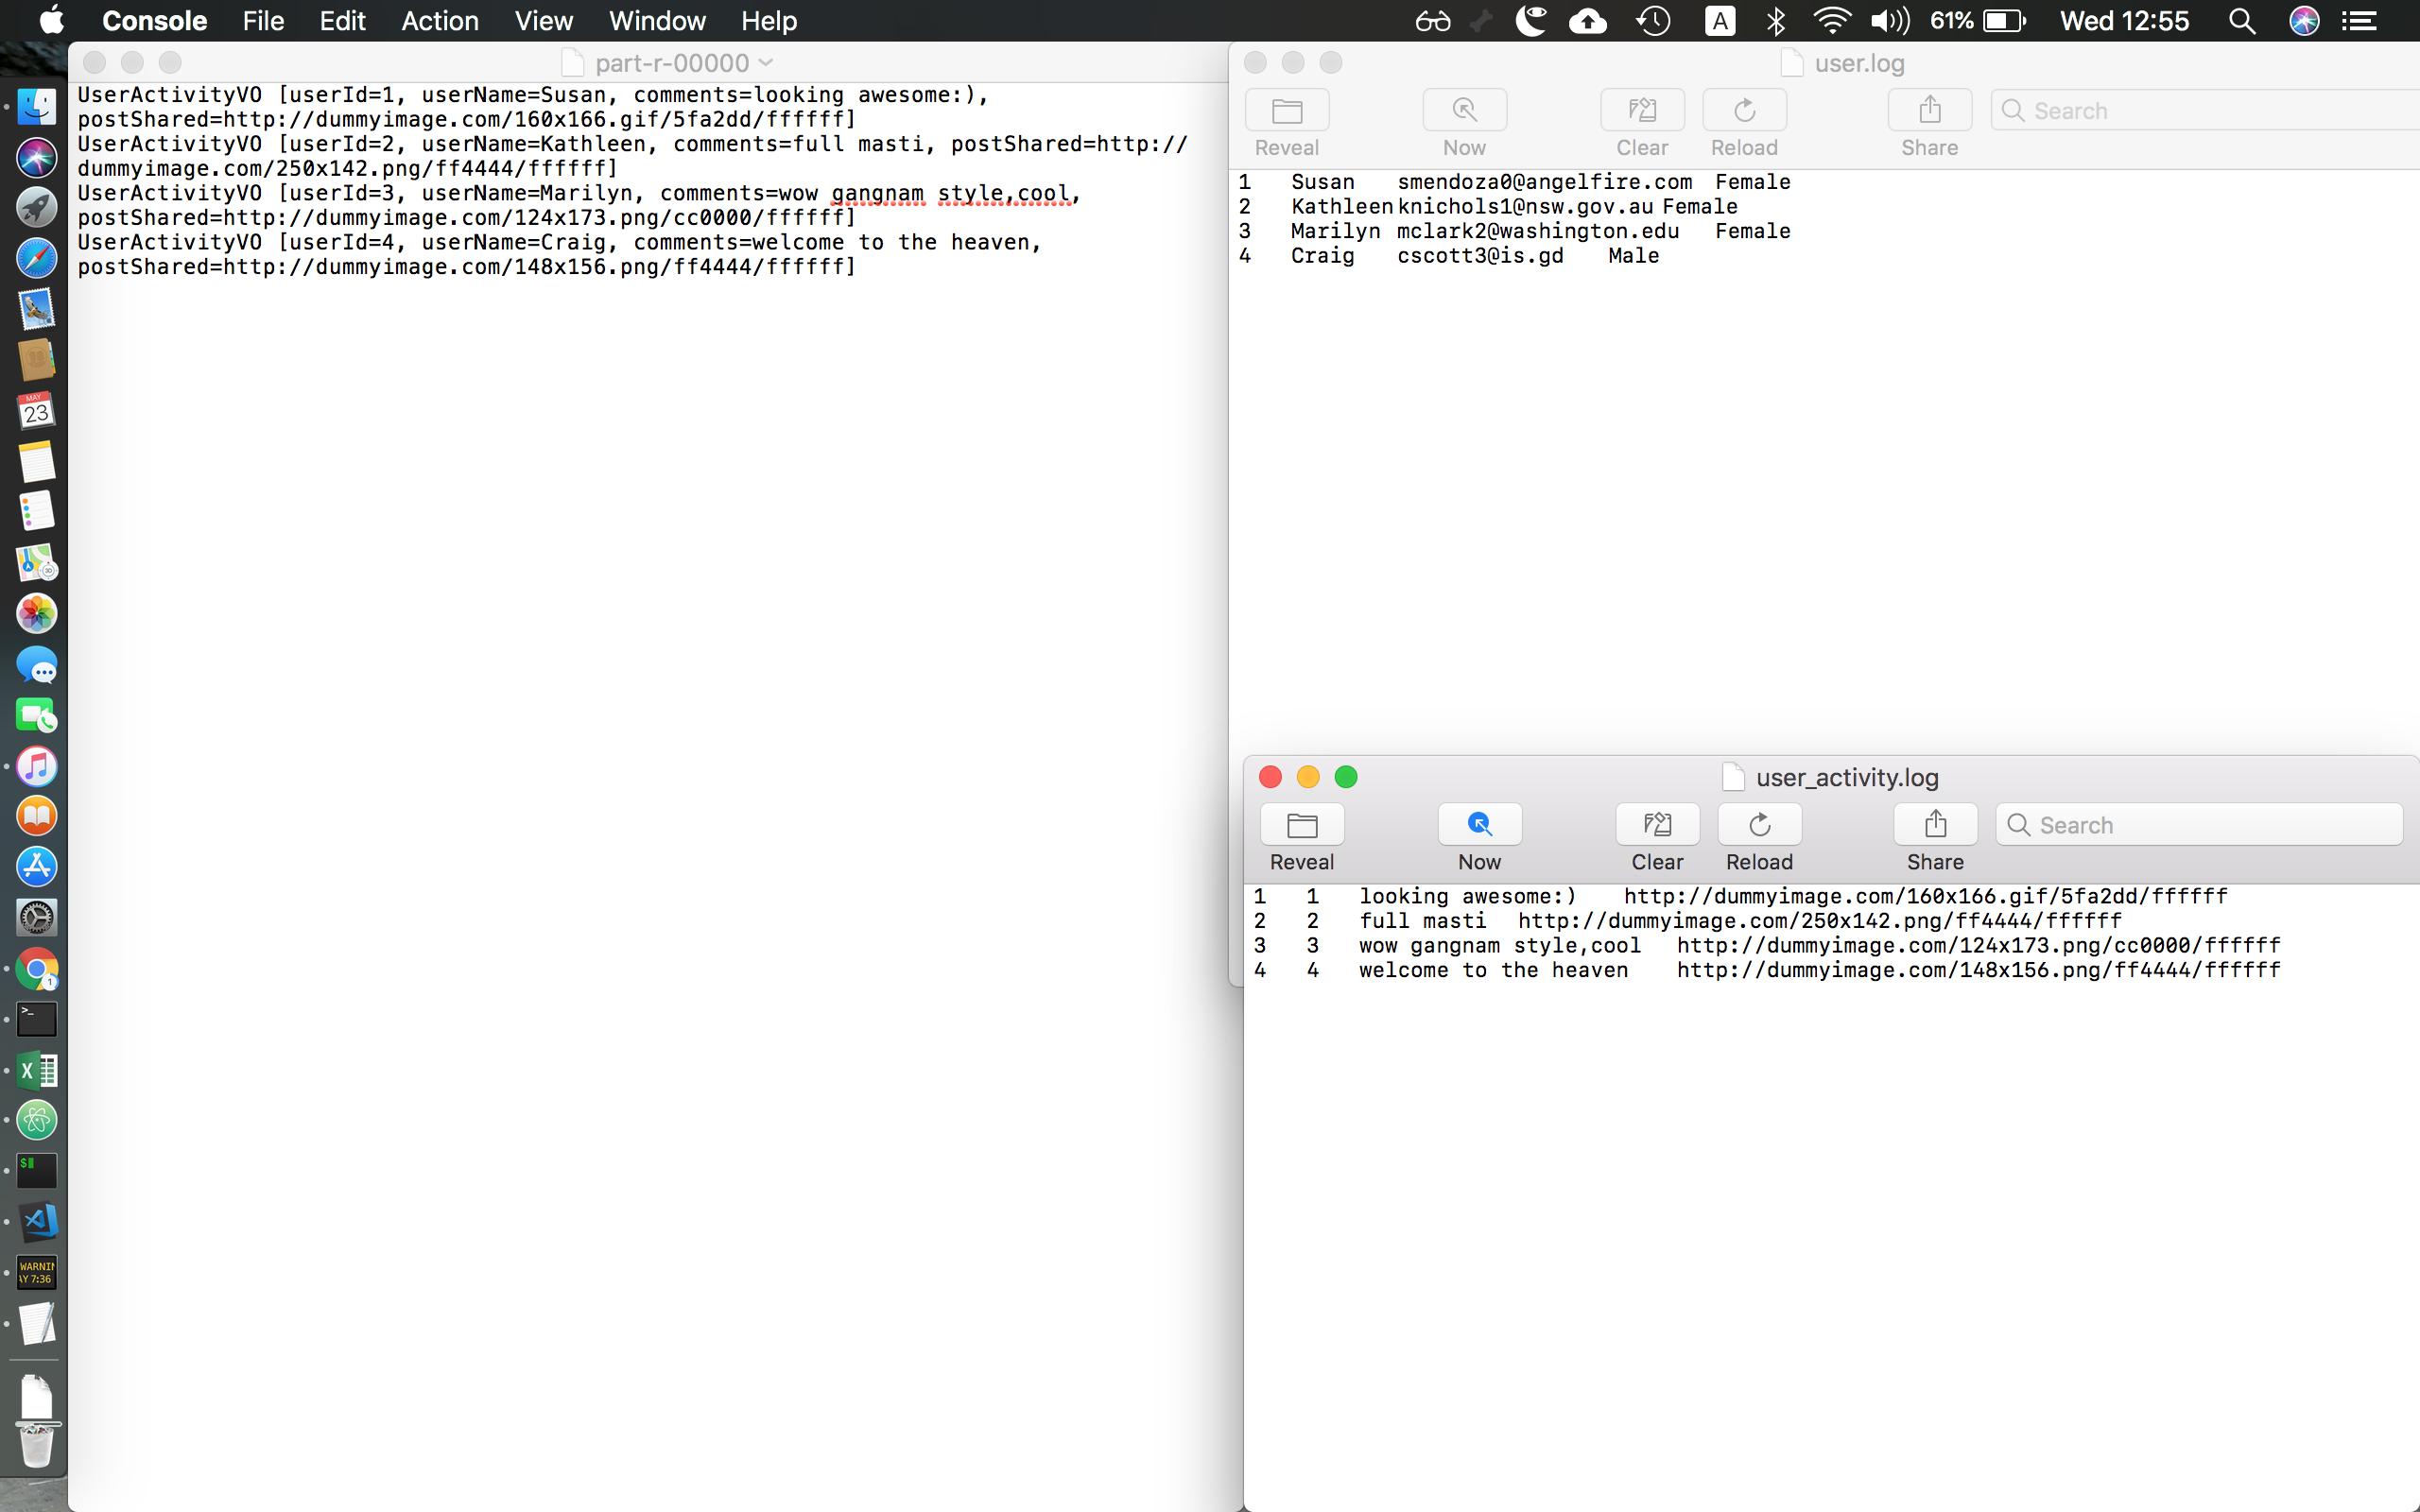 Console File Edit Action View Window Help A 61% Wed 12:55
part-r-00000
UserActivityVO [userId=1, userName=Susan, comments=looking awesome:),
postShared=http://dummyimage.com/160x166.gif/5fa2dd/ffffff]
UserActivityVO [userId=2, userName=Kathleen, comments=full masti, postShared=http://
dummyimage.com/250x142.png/ff4444/ffffff]
UserActivityVO [userId=3, userName=Marilyn, comments=wow gangnam style,cool,
postShared=http://dummyimage.com/124x173.png/cc0000/ffffff]
UserActivityVO [userId=4, userName=Craig, comments=welcome to the heaven,
postShared=http://dummyimage.com/148x156.png/ff4444/ffffff]
user.log
Search
Reveal Now Clear Reload Share
1 Susan smendoza0@angelfire.com Female
2 Kathleen knichols1@nsw.gov.au Female
3 Marilyn mclark2@washington.edu Female
4 Craig cscott3@is.gd Male
user_activity.log
Search
Reveal Now Clear Reload Share
1 1 looking awesome:) http://dummyimage.com/160x166.gif/5fa2dd/ffffff
2 2 full masti http://dummyimage.com/250x142.png/ff4444/ffffff
3 3 wow gangnam style,cool http://dummyimage.com/124x173.png/cc0000/ffffff
4 4 welcome to the heaven http://dummyimage.com/148x156.png/ff4444/ffffff
MAY
23
3D
1
>_
X
$
WARNIN
AY 7:36